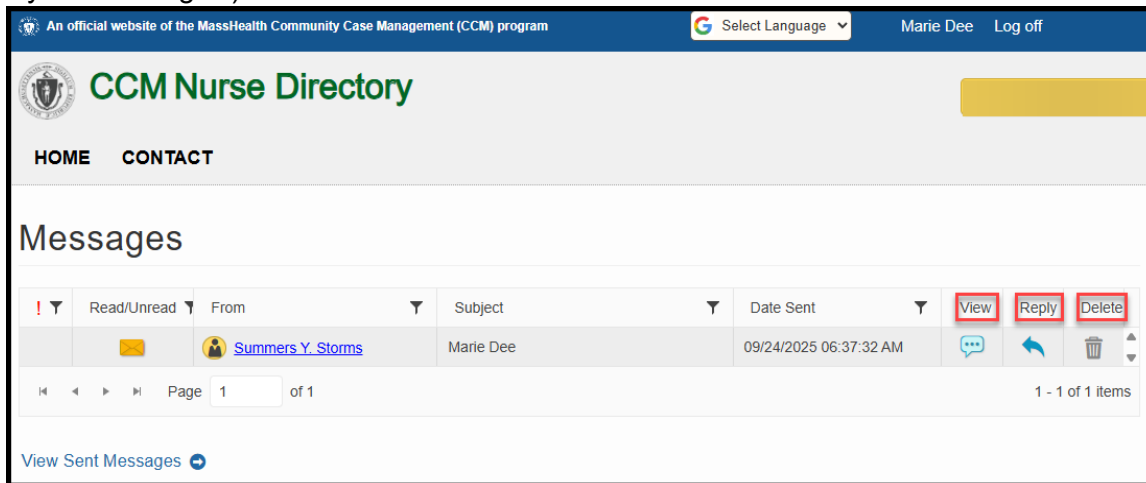 An official website of the MassHealth Community Case Management (CCM) program Select Language Marie Dee Log off
CCM Nurse Directory
HOME CONTACT
Messages
! Read/Unread From Subject Date Sent View Reply Delete
Summers Y. Storms Marie Dee 09/24/2025 06:37:32 AM
Page 1 of 1 1 - 1 of 1 items
View Sent Messages